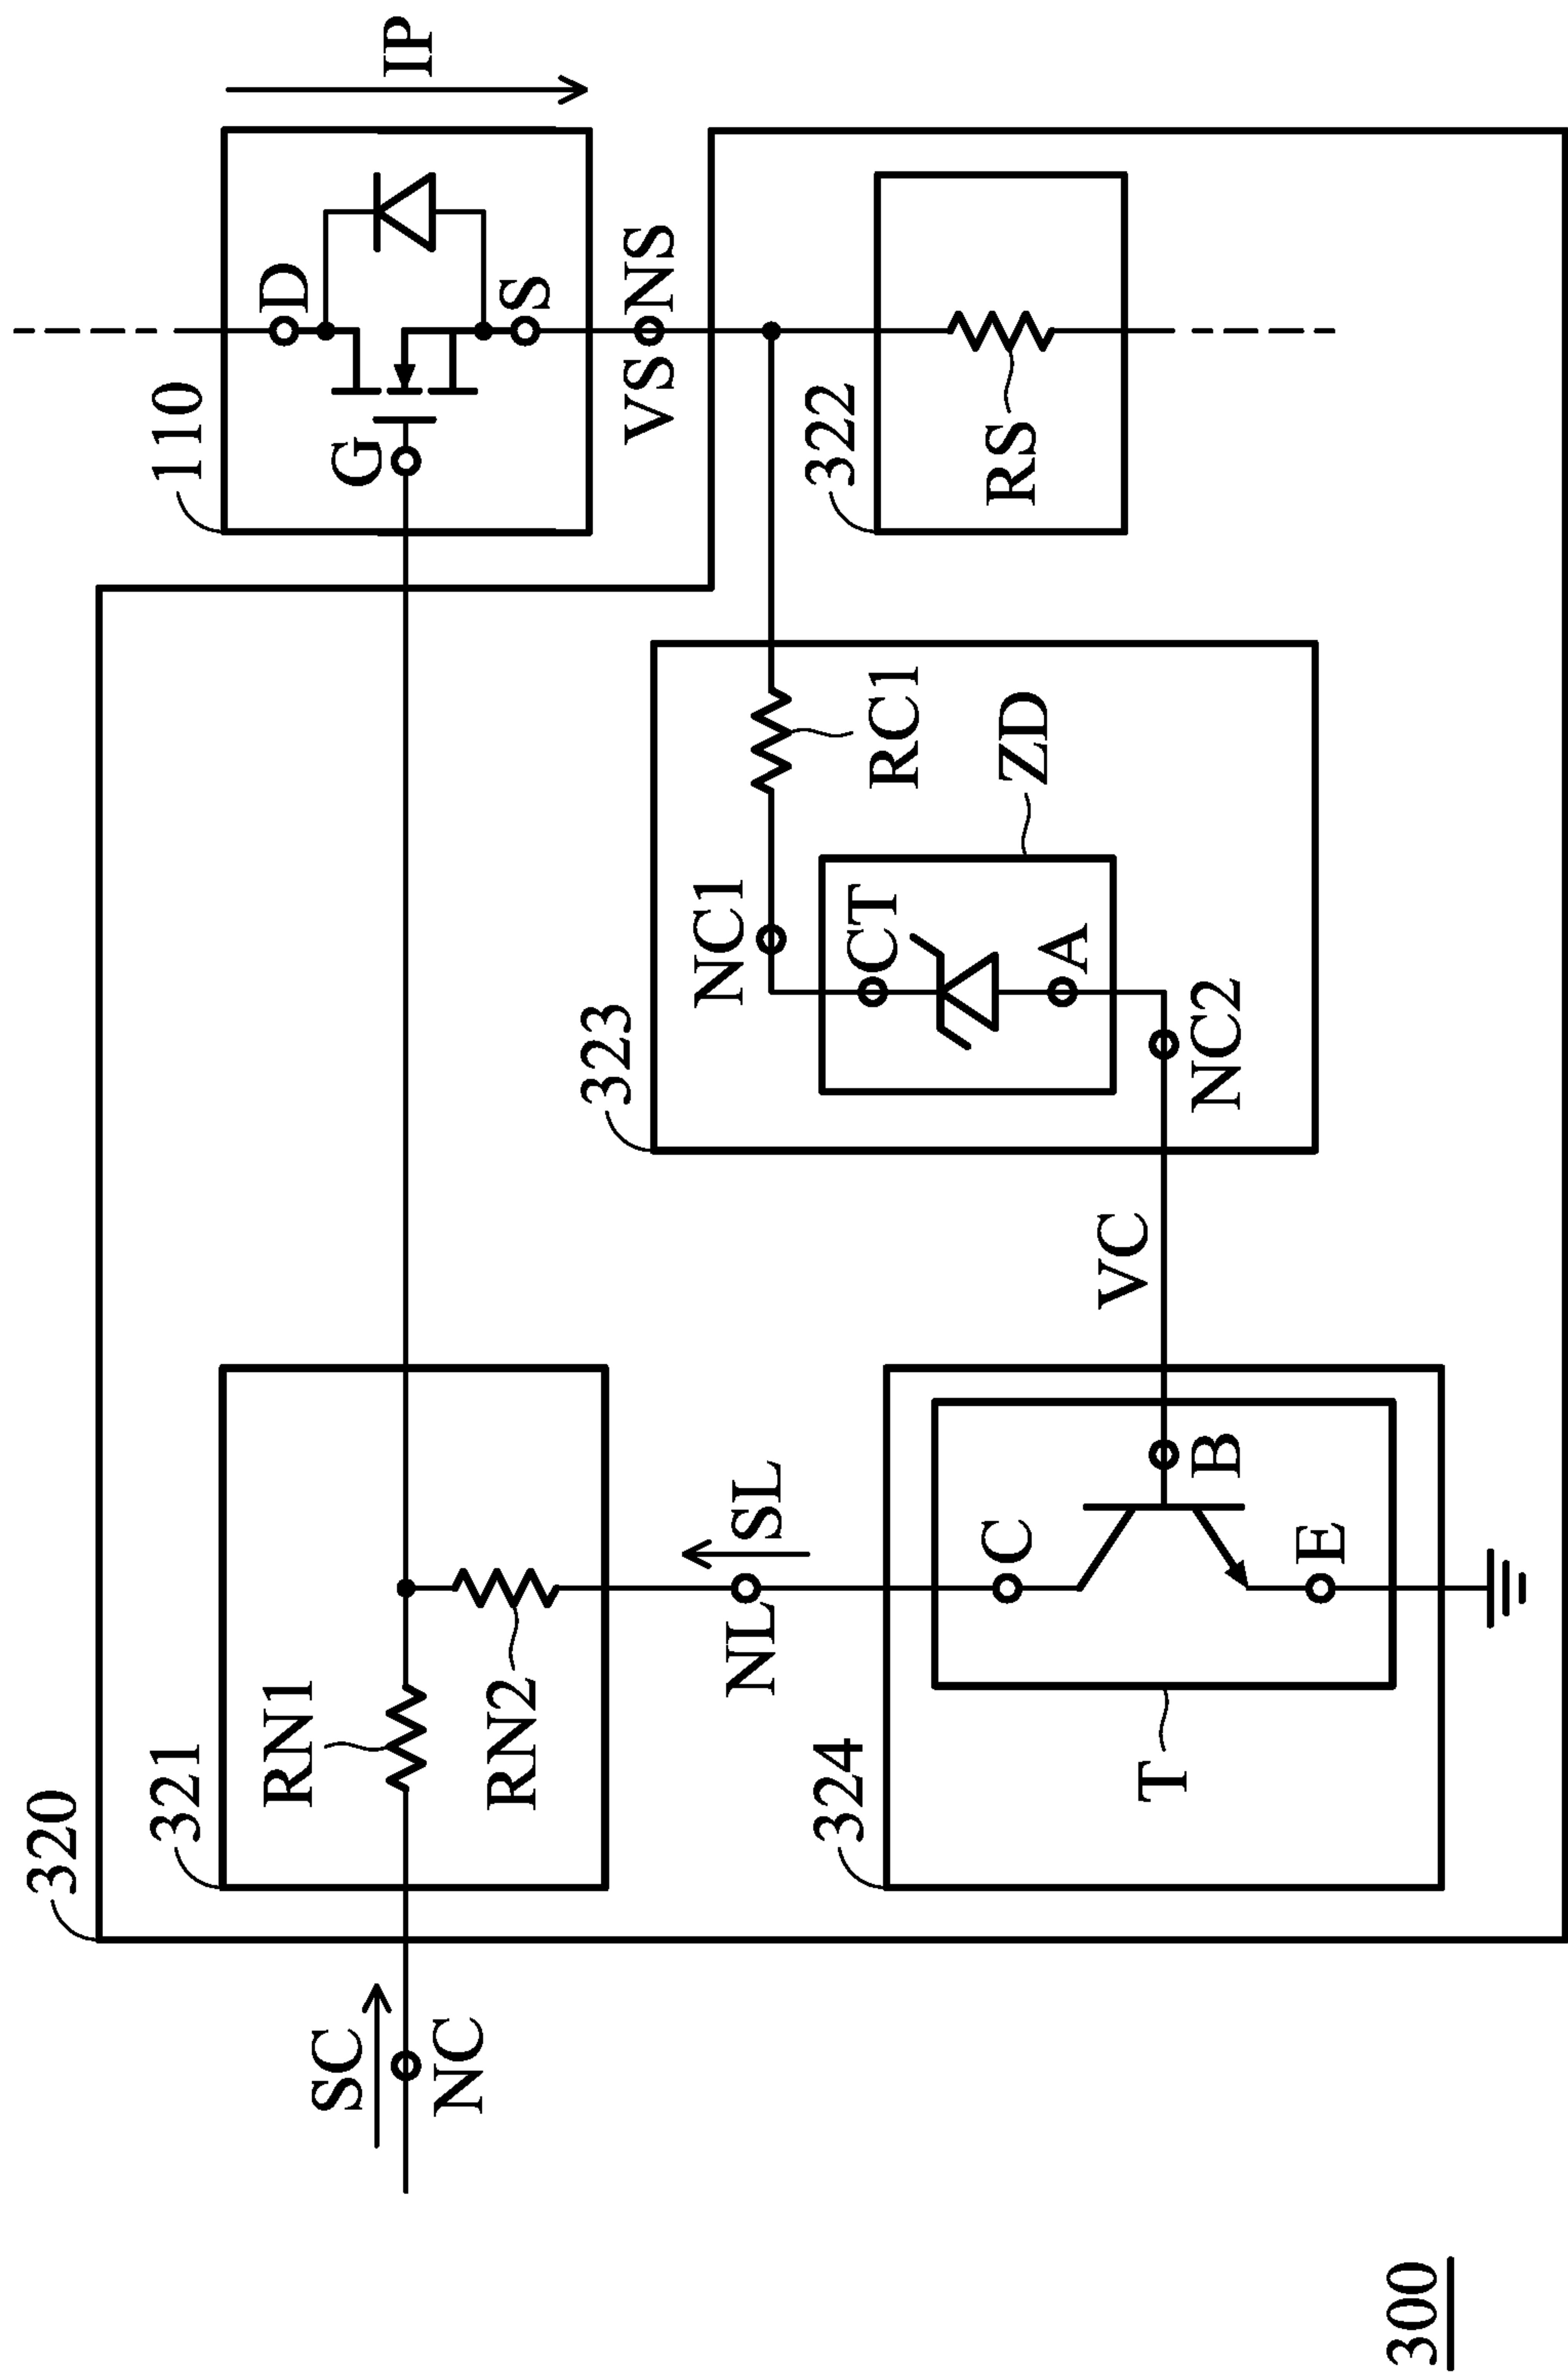 320
321
RN1
RN2
SC
NC
110
D
G
S
IP
VS
NS
NL
SL
323
NC1
RC1
CT
ZD
A
NC2
322
RS
324
C
B
E
T
VC
300